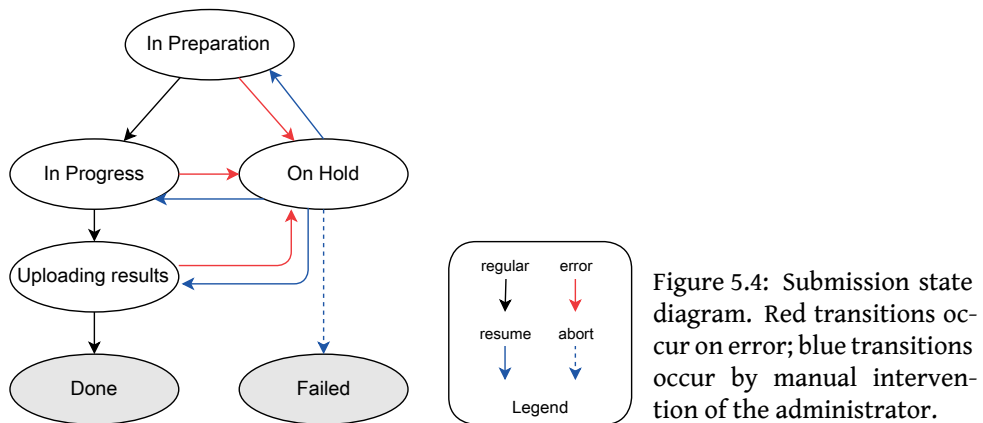 In Preparation
In Progress
On Hold
Uploading results
Done
Failed
regular error
resume abort
Legend
Figure 5.4: Submission state
diagram. Red transitions oc-
cur on error; blue transitions
occur by manual interven-
tion of the administrator.